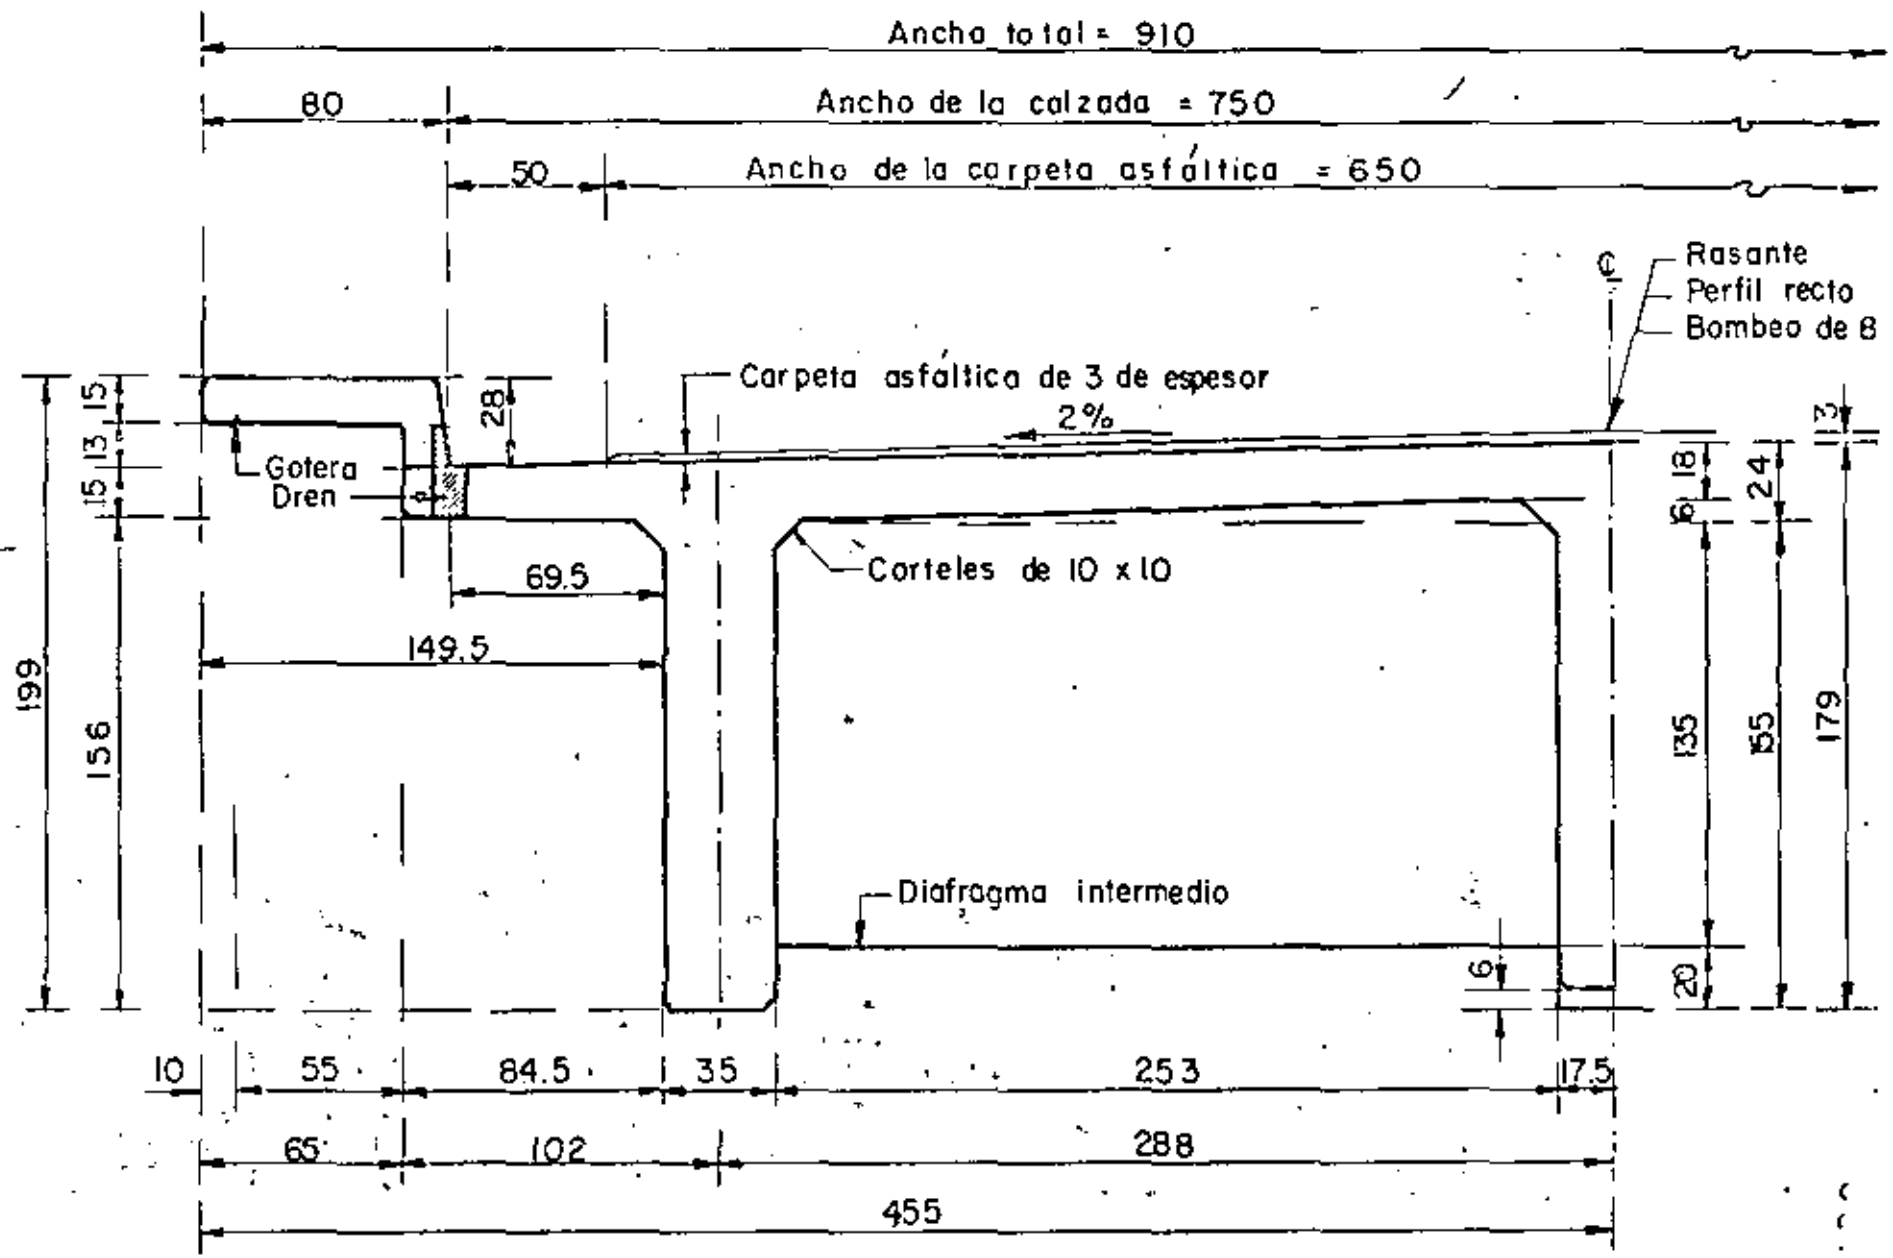 Ancho total = 910
80
Ancho de la calzada = 750
50
Ancho de la carpeta asfáltica = 650
℄
Rasante
Perfil recto
Bombeo de 8
15
28
Carpeta asfáltica de 3 de espesor
2%
3
13
Gotera
Dren
15
18
24
6
69.5
Carteles de 10 x 10
149.5
199
156
135
155
179
Diafragma intermedio
6
20
10
55
84.5
35
253
17.5
65
102
288
455